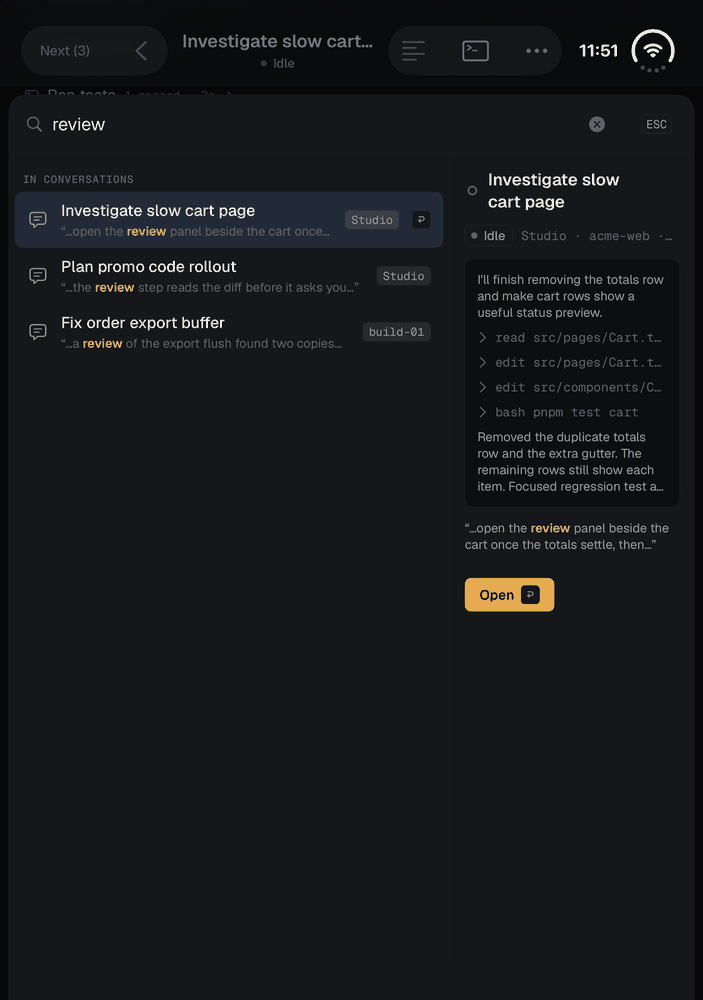 Next (3)
Investigate slow cart...
Idle
11:51
review
ESC
IN CONVERSATIONS
Investigate slow cart page
Studio
“…open the review panel beside the cart once…
Plan promo code rollout
Studio
“…the review step reads the diff before it asks you…”
Fix order export buffer
build-01
“…a review of the export flush found two copies…
Investigate slow
cart page
Idle
Studio · acme-web ·…
I'll finish removing the totals row
and make cart rows show a
useful status preview.
> read src/pages/Cart.t…
> edit src/pages/Cart.t…
> edit src/components/C…
> bash pnpm test cart
Removed the duplicate totals
row and the extra gutter. The
remaining rows still show each
item. Focused regression test a…
“…open the review panel beside the
cart once the totals settle, then…”
Open